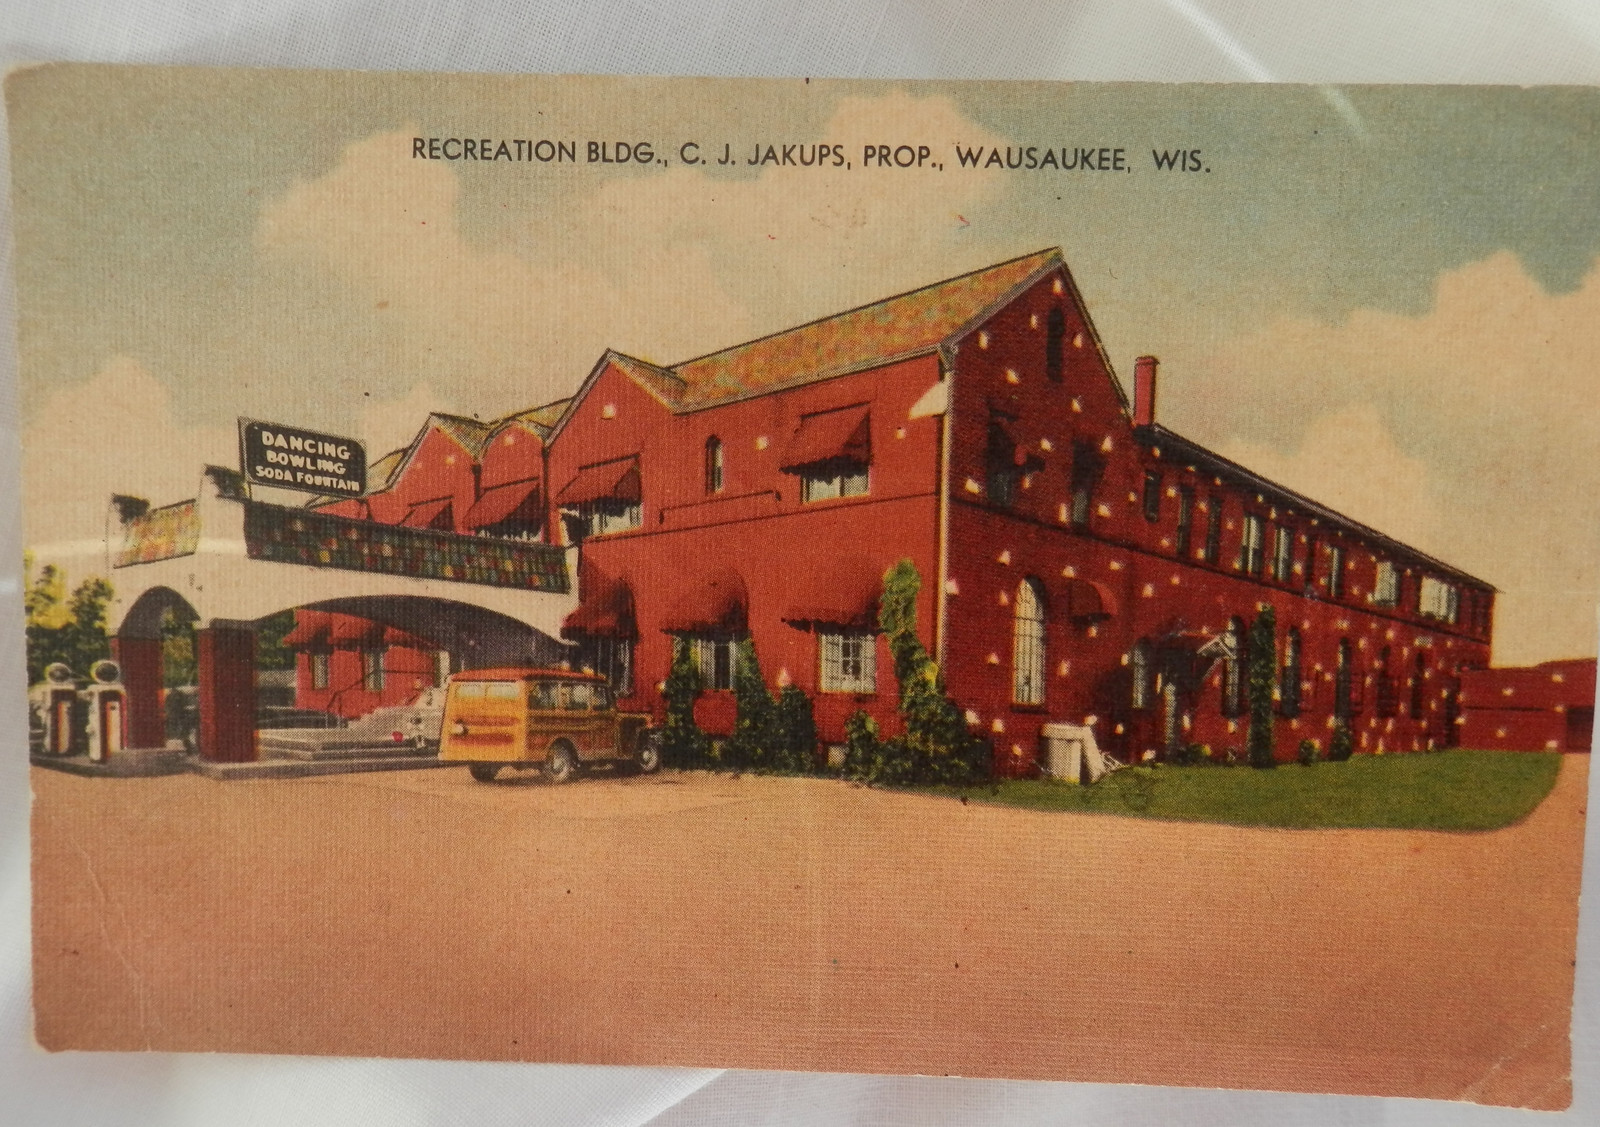 RECREATION BLDG., C. J. JAKUPS, PROP., WAUSAUKEE, WIS.
DANCING
BOWLING
SODA FOUNTAIN